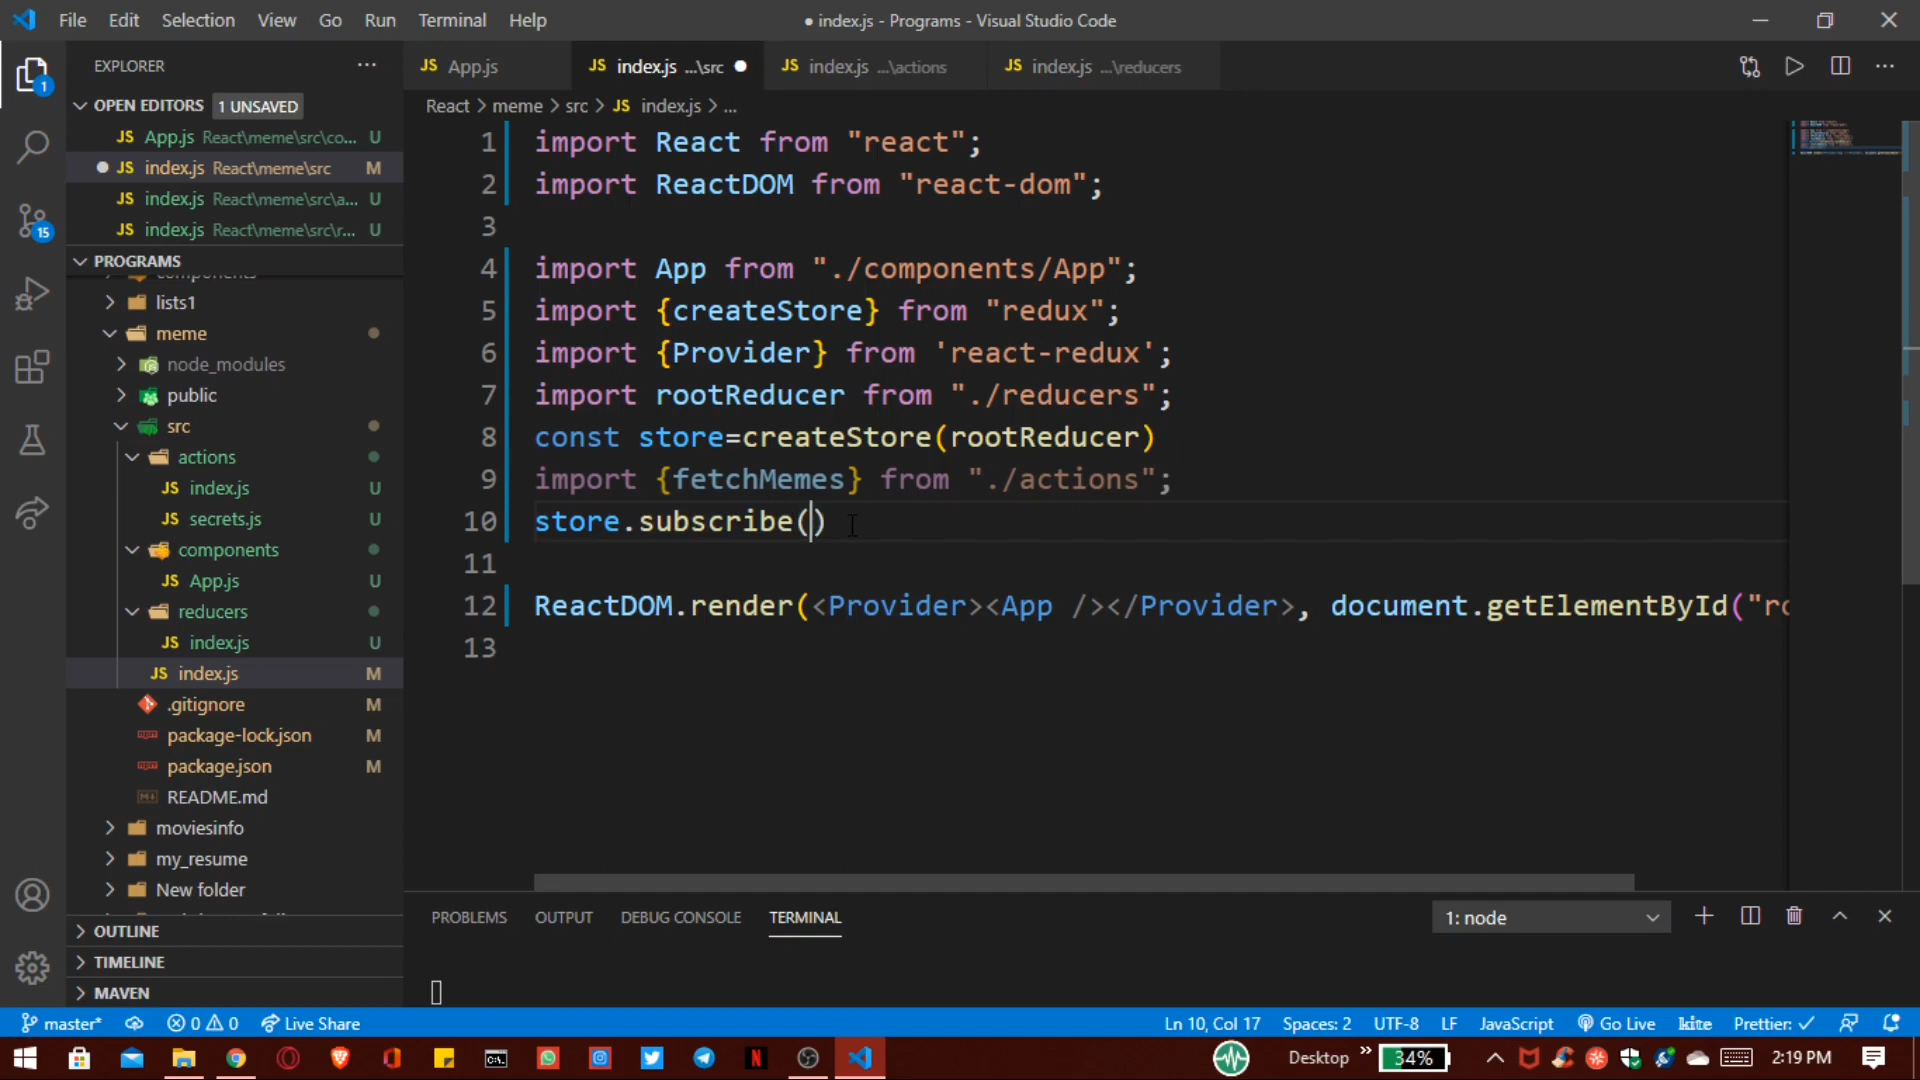 File Edit Selection View Go Run Terminal Help
● index.js - Programs - Visual Studio Code
EXPLORER
OPEN EDITORS 1 UNSAVED
JS App.js React\meme\src\co... U
JS index.js React\meme\src M
JS index.js React\meme\src\a... U
JS index.js React\meme\src\r... U
PROGRAMS
components
lists1
meme
node_modules
public
src
actions
JS index.js U
JS secrets.js U
components
JS App.js U
reducers
JS index.js U
JS index.js M
.gitignore M
package-lock.json M
package.json M
README.md
moviesinfo
my_resume
New folder
OUTLINE
TIMELINE
MAVEN
1
15
JS App.js
JS index.js ...\src ●
JS index.js ...\actions
JS index.js ...\reducers
React > meme > src > JS index.js > ...
1 import React from "react";
2 import ReactDOM from "react-dom";
3
4 import App from "./components/App";
5 import {createStore} from "redux";
6 import {Provider} from 'react-redux';
7 import rootReducer from "./reducers";
8 const store=createStore(rootReducer)
9 import {fetchMemes} from "./actions";
10 store.subscribe()
11
12 ReactDOM.render(<Provider><App /></Provider>, document.getElementById("ro
13
PROBLEMS OUTPUT DEBUG CONSOLE TERMINAL
1: node
master* 0 0 Live Share
Ln 10, Col 17 Spaces: 2 UTF-8 LF JavaScript Go Live kite Prettier: ✓
Desktop » 34% 2:19 PM